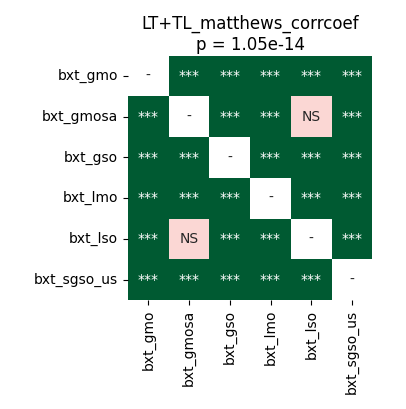 LT+TL_matthews_corrcoef
p = 1.05e-14
bxt_gmo - *** *** *** *** ***
bxt_gmosa *** - *** *** NS ***
bxt_gso *** *** - *** *** ***
bxt_lmo *** *** *** - *** ***
bxt_lso *** NS *** *** - ***
bxt_sgso_us *** *** *** *** *** -
bxt_gmo
bxt_gmosa
bxt_gso
bxt_lmo
bxt_lso
bxt_sgso_us